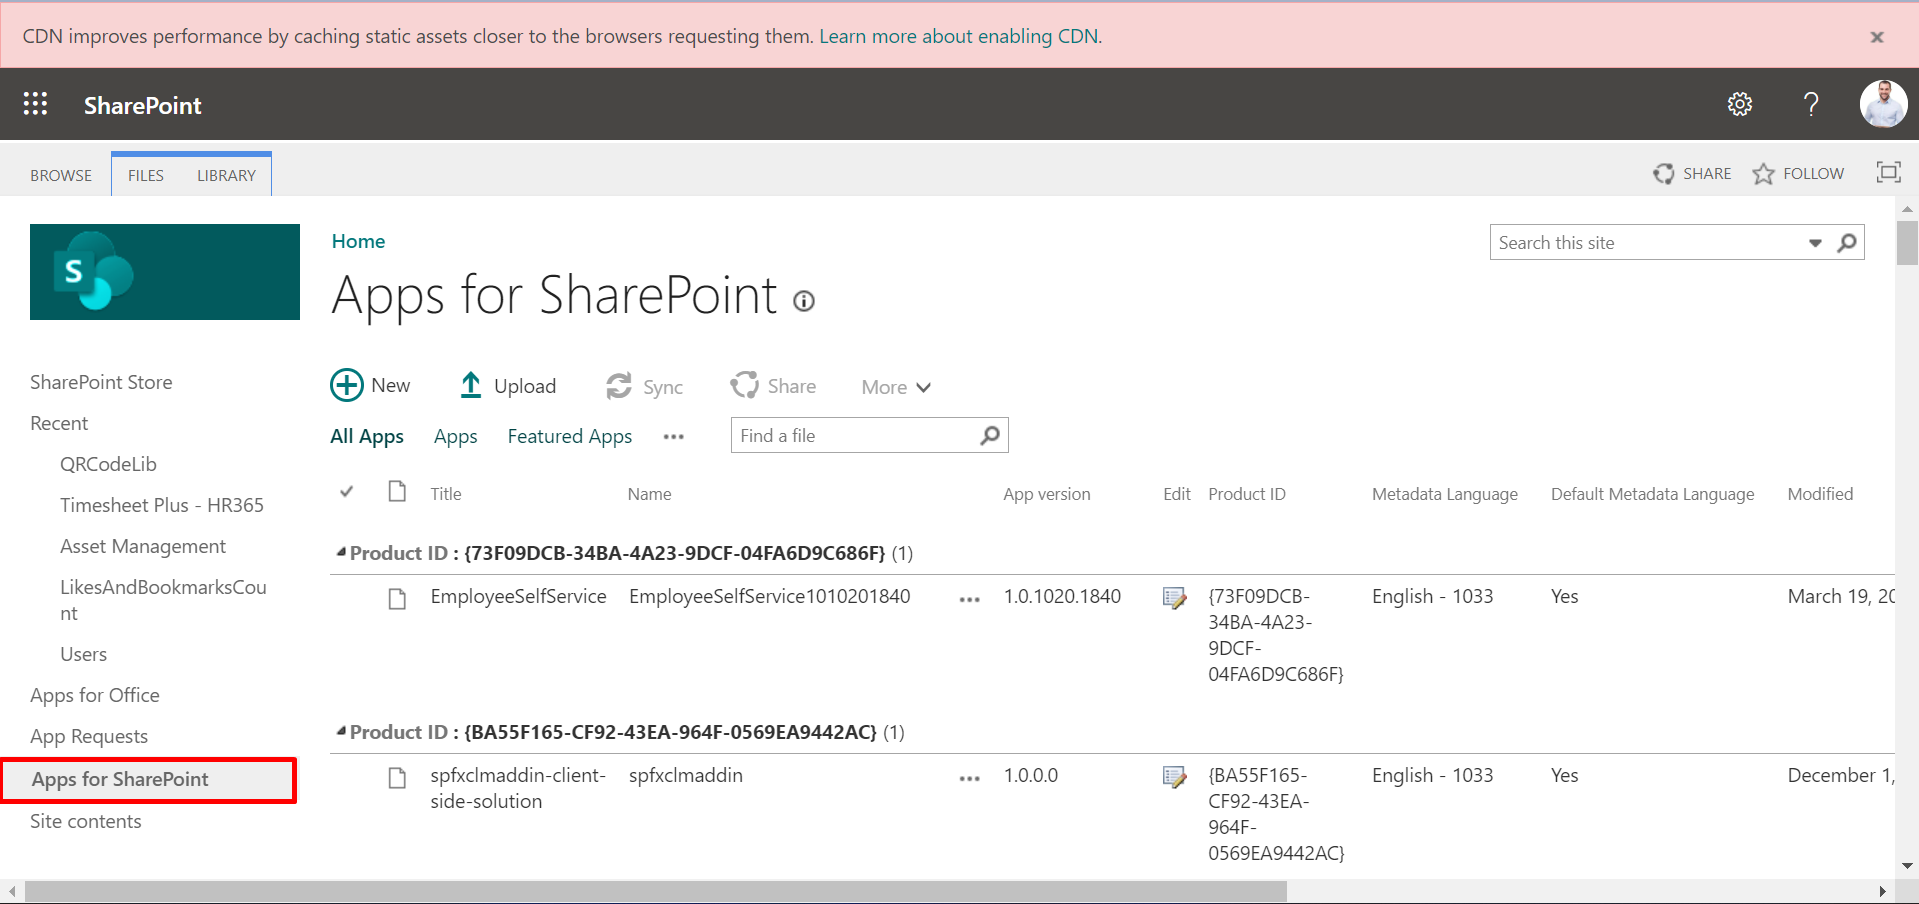 CDN improves performance by caching static assets closer to the browsers requesting them. Learn more about enabling CDN.
SharePoint
BROWSE FILES LIBRARY SHARE FOLLOW
S
Home
Search this site
Apps for SharePoint
SharePoint Store
Recent
QRCodeLib
Timesheet Plus - HR365
Asset Management
LikesAndBookmarksCou
nt
Users
Apps for Office
App Requests
Apps for SharePoint
Site contents
New Upload Sync Share More
All Apps Apps Featured Apps ••• Find a file
Title Name App version Edit Product ID Metadata Language Default Metadata Language Modified
Product ID : {73F09DCB-34BA-4A23-9DCF-04FA6D9C686F} (1)
EmployeeSelfService EmployeeSelfService1010201840 ••• 1.0.1020.1840 {73F09DCB- English - 1033 Yes March 19, 20
34BA-4A23-
9DCF-
04FA6D9C686F}
Product ID : {BA55F165-CF92-43EA-964F-0569EA9442AC} (1)
spfxclmaddin-client- spfxclmaddin ••• 1.0.0.0 {BA55F165- English - 1033 Yes December 1,
side-solution CF92-43EA-
964F-
0569EA9442AC}